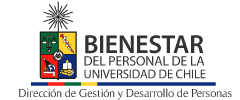 BIENESTAR
DEL PERSONAL DE LA
UNIVERSIDAD DE CHILE
Dirección de Gestión y Desarrollo de Personas